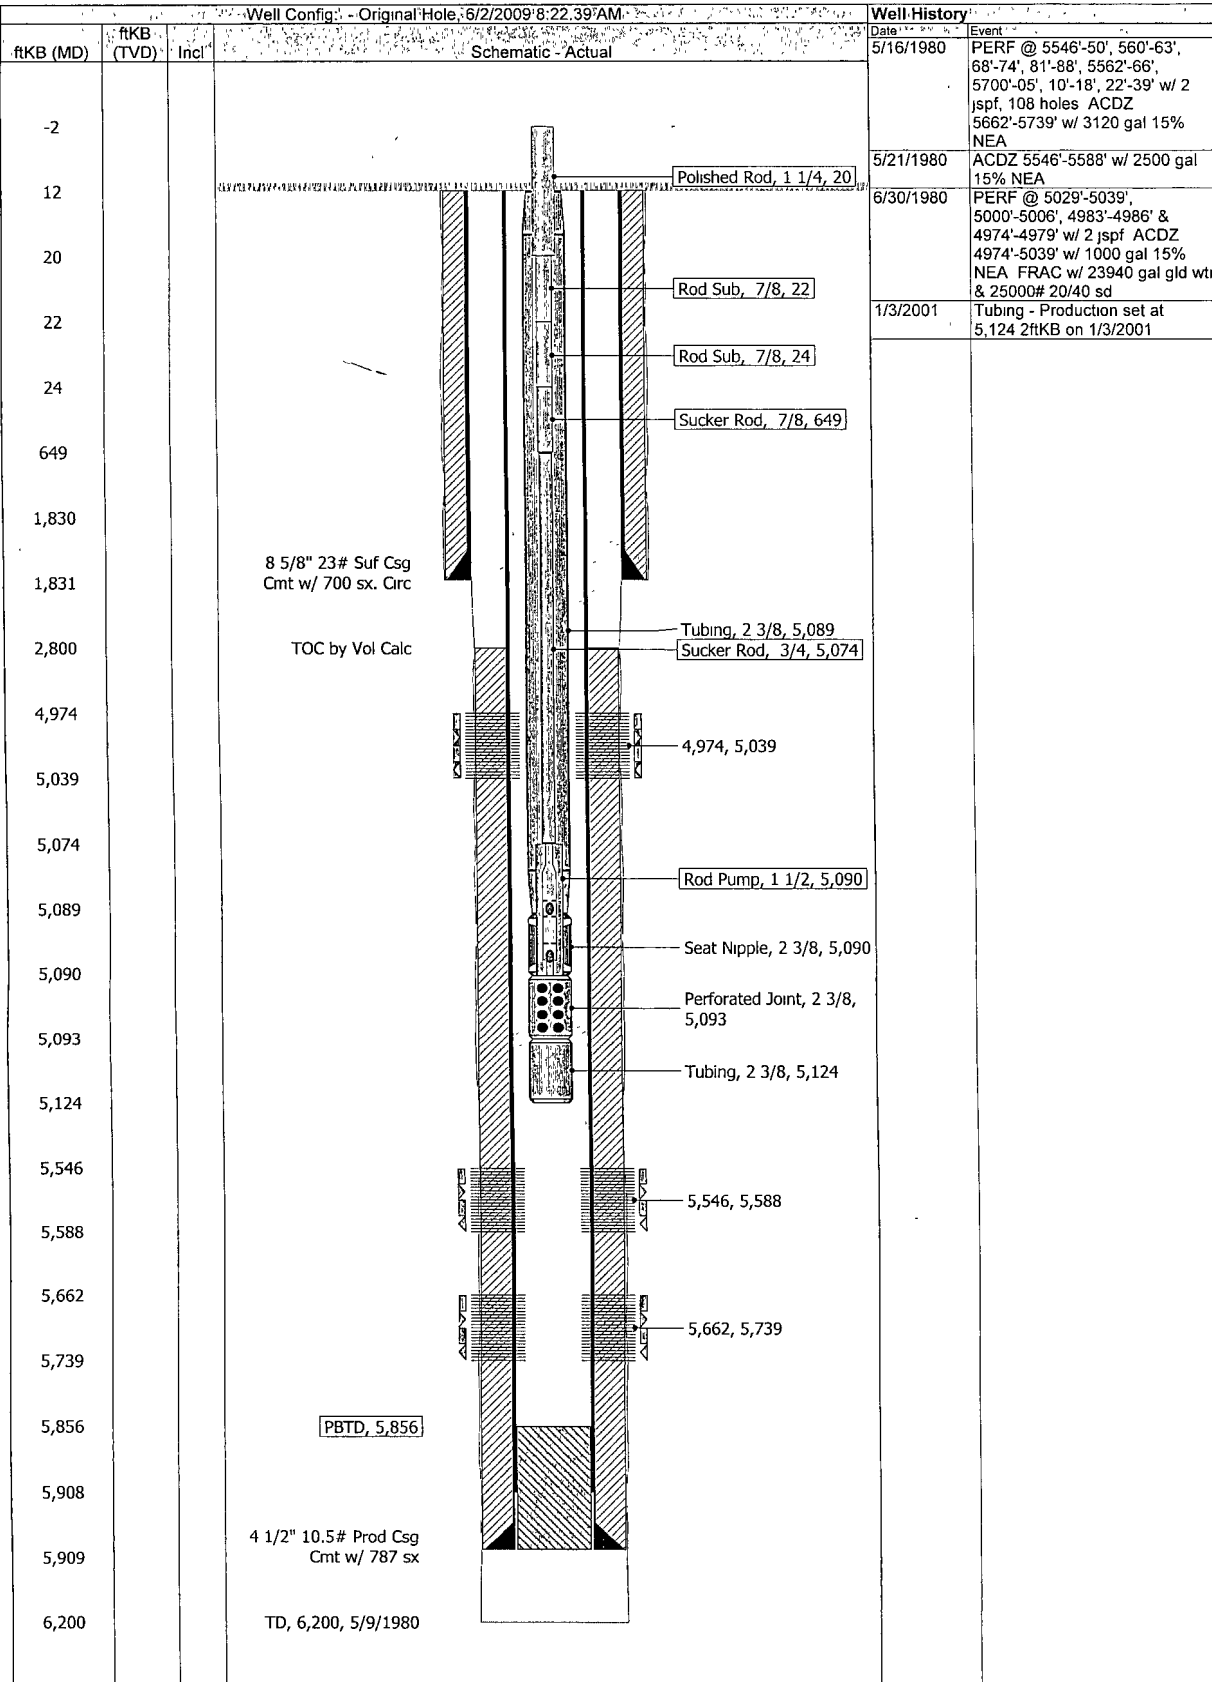 Well Config: - Original Hole, 6/2/2009 8:22.39 AM
ftKB (MD)
ftKB
(TVD)
Incl
Schematic - Actual
-2
12
20
22
24
649
1,830
1,831
2,800
4,974
5,039
5,074
5,089
5,090
5,093
5,124
5,546
5,588
5,662
5,739
5,856
5,908
5,909
6,200
Polished Rod, 1 1/4, 20
Rod Sub, 7/8, 22
Rod Sub, 7/8, 24
Sucker Rod, 7/8, 649
8 5/8" 23# Suf Csg
Cmt w/ 700 sx. Circ
Tubing, 2 3/8, 5,089
TOC by Vol Calc
Sucker Rod, 3/4, 5,074
4,974, 5,039
Rod Pump, 1 1/2, 5,090
Seat Nipple, 2 3/8, 5,090
Perforated Joint, 2 3/8,
5,093
Tubing, 2 3/8, 5,124
5,546, 5,588
5,662, 5,739
PBTD, 5,856
4 1/2" 10.5# Prod Csg
Cmt w/ 787 sx
TD, 6,200, 5/9/1980
Well History
Date
Event
5/16/1980
PERF @ 5546'-50', 560'-63',
68'-74', 81'-88', 5562'-66',
5700'-05', 10'-18', 22'-39' w/ 2
jspf, 108 holes ACDZ
5662'-5739' w/ 3120 gal 15%
NEA
5/21/1980
ACDZ 5546'-5588' w/ 2500 gal
15% NEA
6/30/1980
PERF @ 5029'-5039',
5000'-5006', 4983'-4986' &
4974'-4979' w/ 2 jspf ACDZ
4974'-5039' w/ 1000 gal 15%
NEA FRAC w/ 23940 gal gld wtr
& 25000# 20/40 sd
1/3/2001
Tubing - Production set at
5,124 2ftKB on 1/3/2001